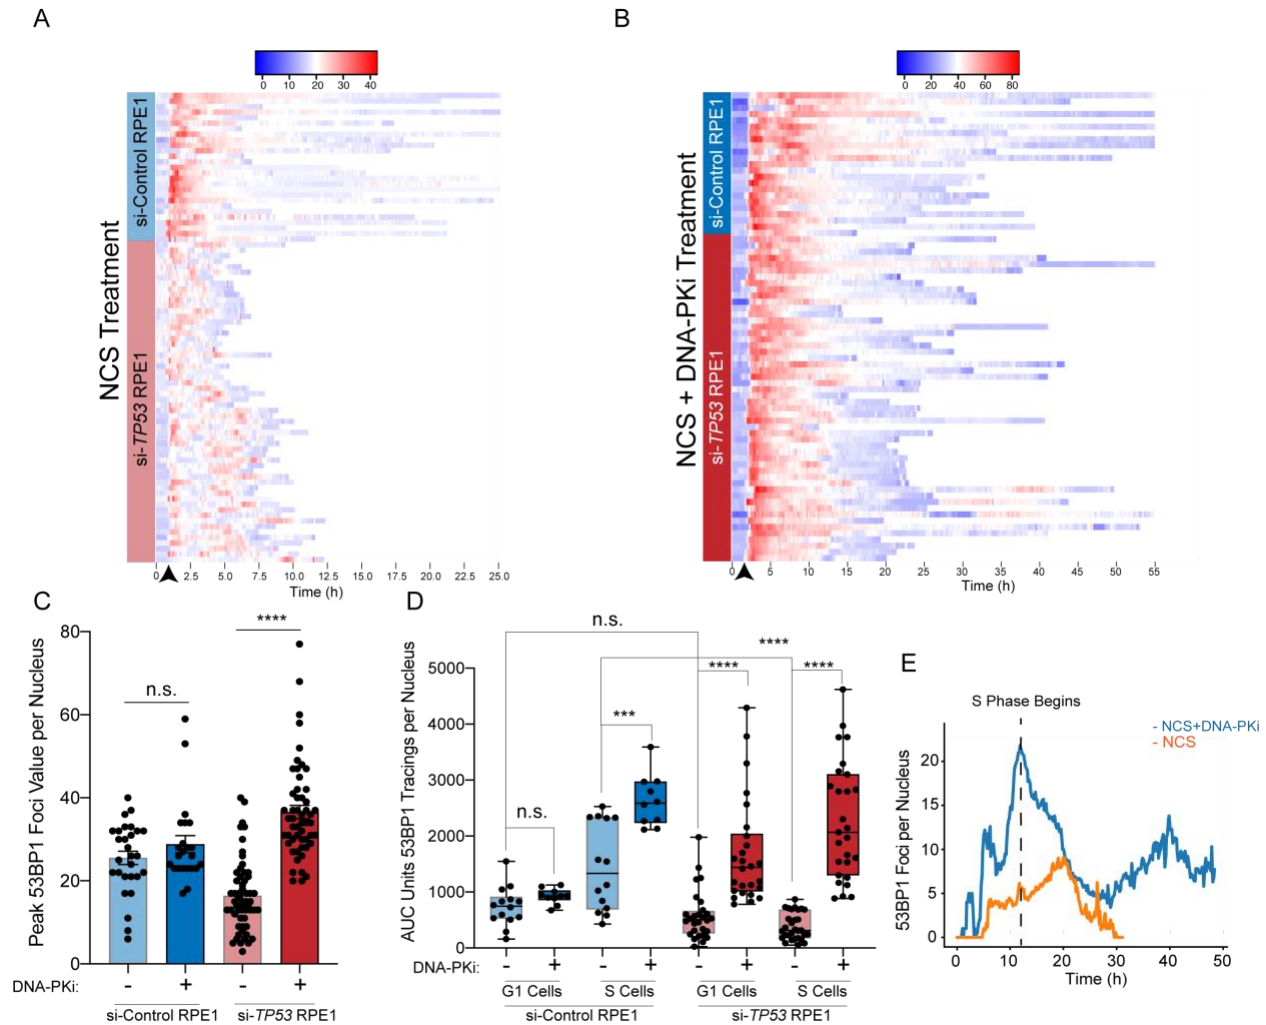 A
B
0 10 20 30 40
0 20 40 60 80
NCS Treatment
si-Control RPE1
si-TP53 RPE1
NCS + DNA-PKi Treatment
si-Control RPE1
si-TP53 RPE1
0 2.5 5.0 7.5 10.0 12.5 15.0 17.5 20.0 22.5 25.0
Time (h)
0 5 10 15 20 25 30 35 40 45 50 55
Time (h)
C
Peak 53BP1 Foci Value per Nucleus
80
60
40
20
0
n.s.
****
DNA-PKi: - + - +
si-Control RPE1 si-TP53 RPE1
D
AUC Units 53BP1 Tracings per Nucleus
5000
4000
3000
2000
1000
0
n.s.
****
****
****
***
n.s.
DNA-PKi: - + - + - + - +
G1 Cells S Cells G1 Cells S Cells
si-Control RPE1 si-TP53 RPE1
E
S Phase Begins
- NCS+DNA-PKi
- NCS
53BP1 Foci per Nucleus
20
15
10
5
0
0 10 20 30 40 50
Time (h)